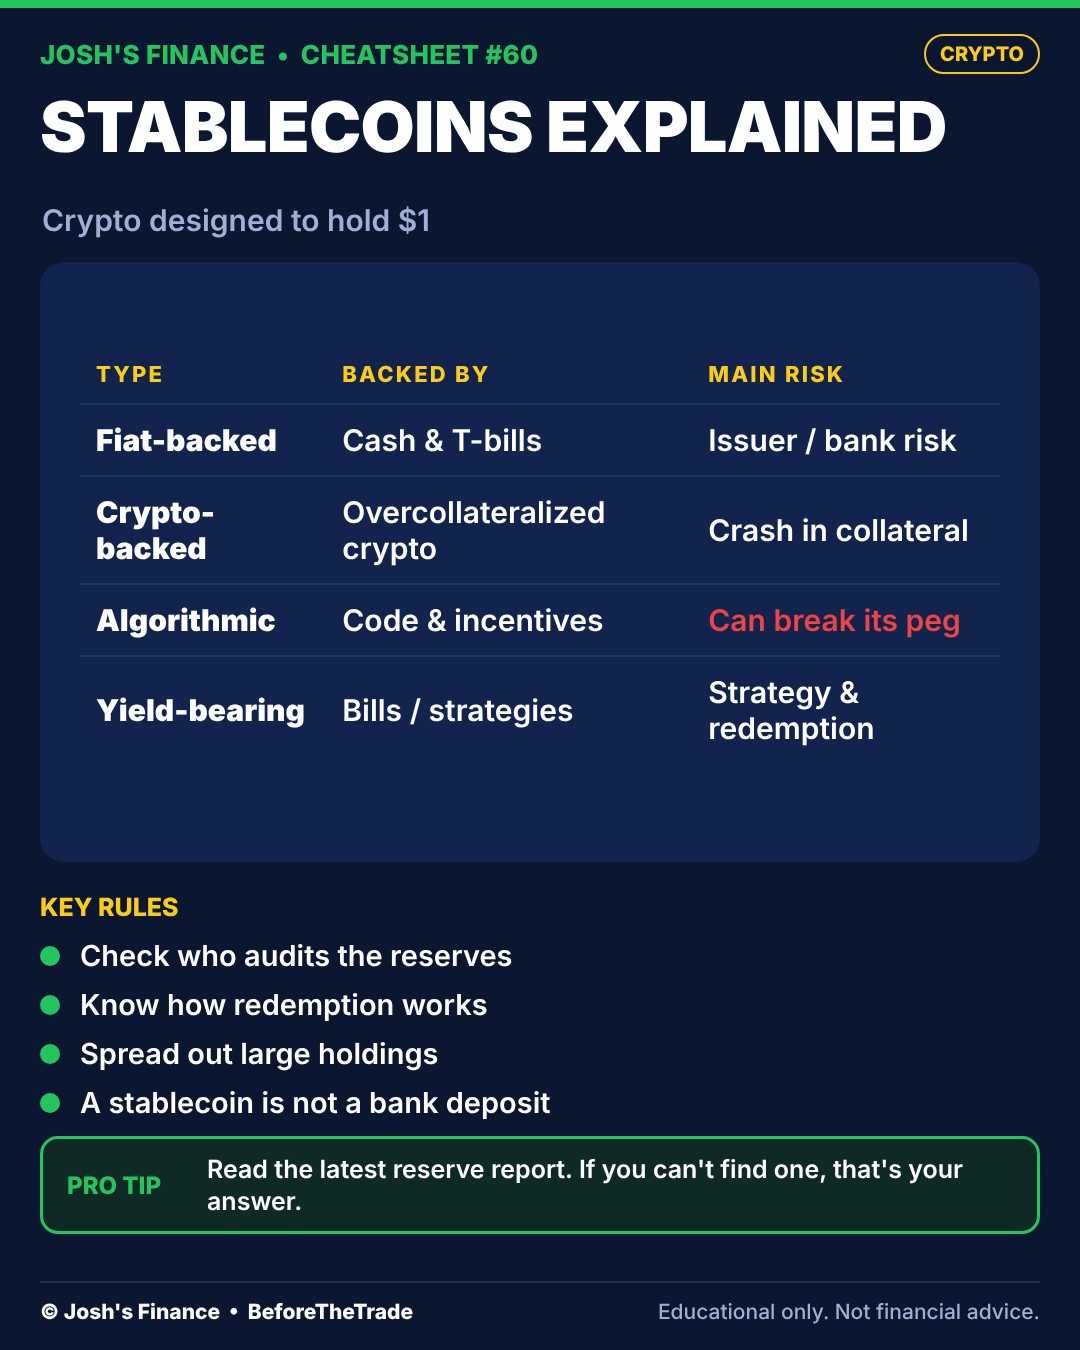 JOSH'S FINANCE • CHEATSHEET #60
CRYPTO
STABLECOINS EXPLAINED
Crypto designed to hold $1
TYPE BACKED BY MAIN RISK
Fiat-backed Cash & T-bills Issuer / bank risk
Crypto-
backed
Overcollateralized
crypto
Crash in collateral
Algorithmic Code & incentives Can break its peg
Yield-bearing Bills / strategies
Strategy &
redemption
KEY RULES
Check who audits the reserves
Know how redemption works
Spread out large holdings
A stablecoin is not a bank deposit
PRO TIP
Read the latest reserve report. If you can't find one, that's your
answer.
© Josh's Finance • BeforeTheTrade
Educational only. Not financial advice.